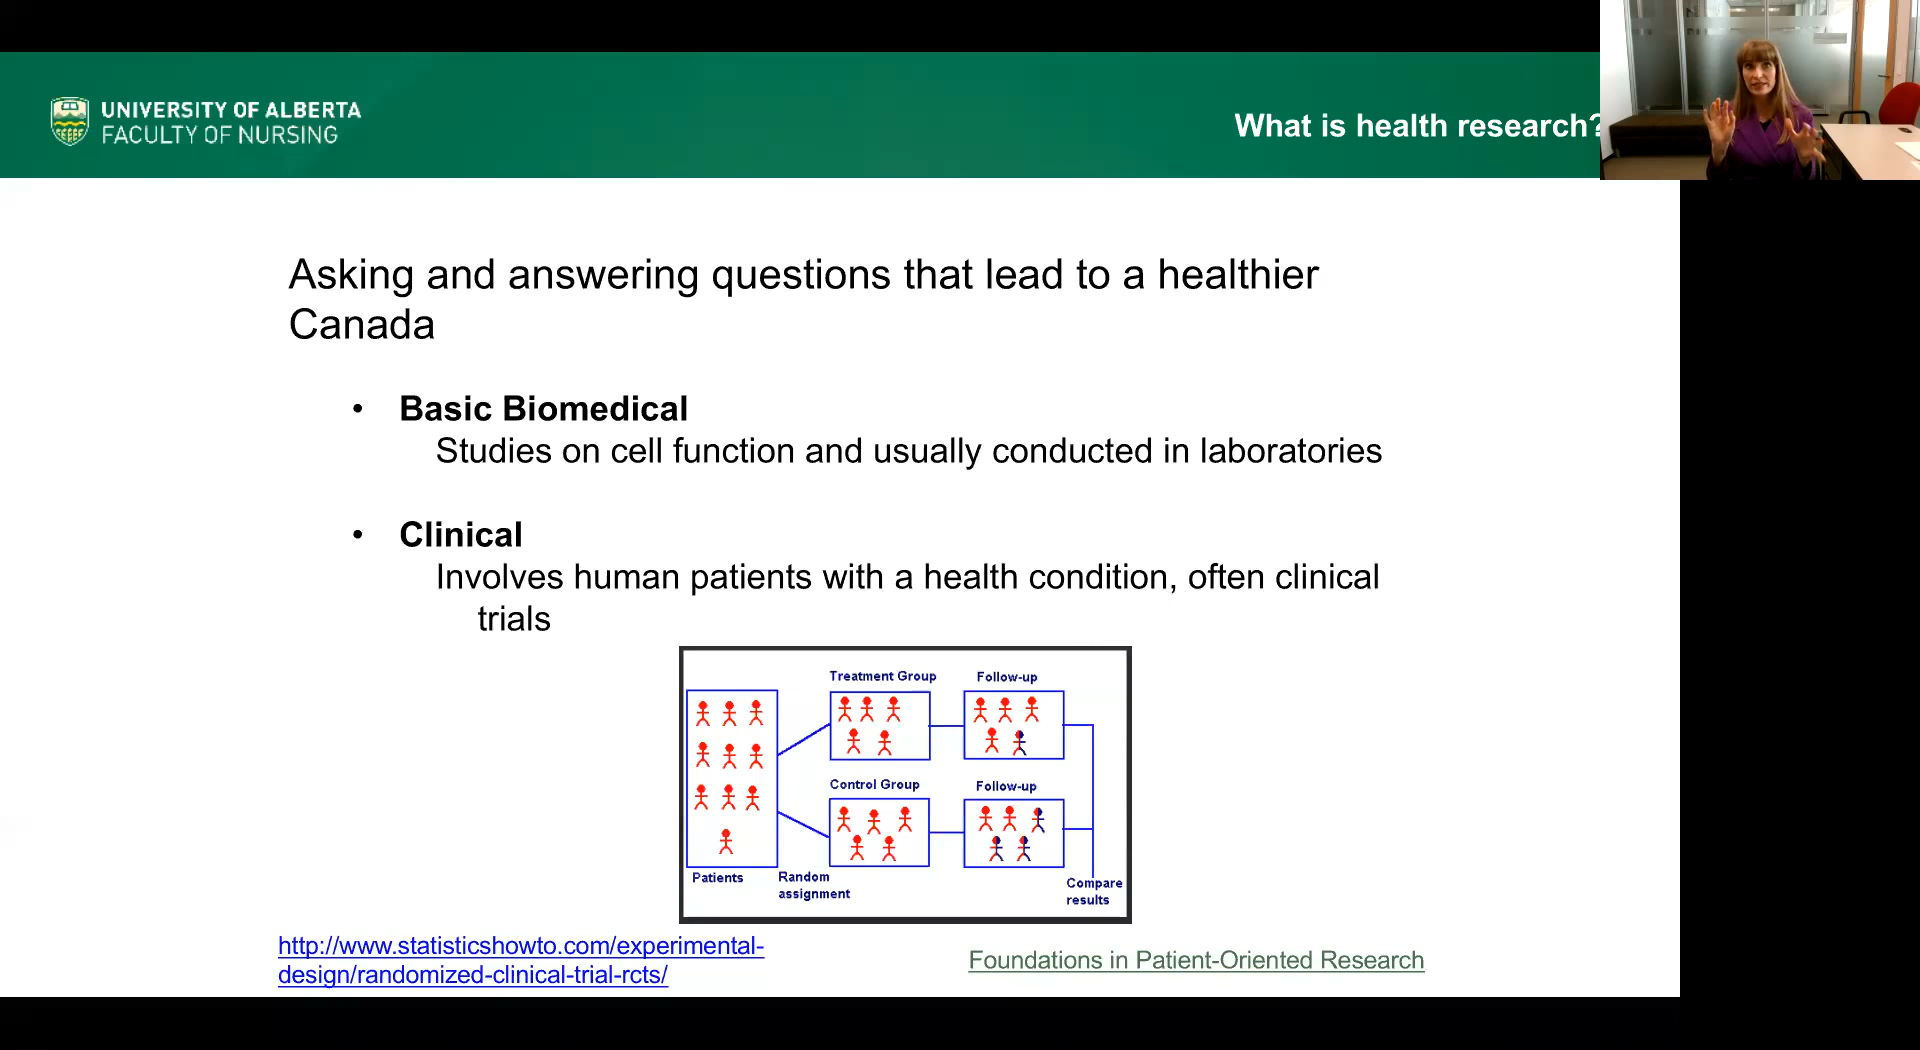 UNIVERSITY OF ALBERTA
FACULTY OF NURSING
What is health research?
Asking and answering questions that lead to a healthier
Canada
• Basic Biomedical
Studies on cell function and usually conducted in laboratories
• Clinical
Involves human patients with a health condition, often clinical
trials
Treatment Group
Follow-up
Control Group
Follow-up
Patients
Random
assignment
Compare
results
http://www.statisticshowto.com/experimental-
design/randomized-clinical-trial-rcts/
Foundations in Patient-Oriented Research